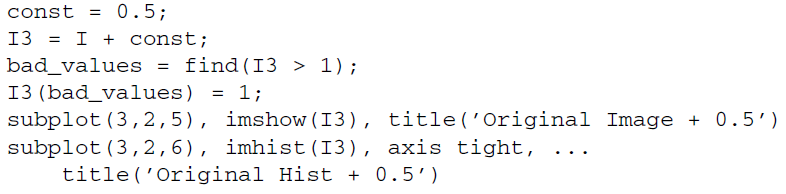 const = 0.5;
I3 = I + const;
bad_values = find(I3 > 1);
I3(bad_values) = 1;
subplot(3,2,5), imshow(I3), title(’Original Image + 0.5’)
subplot(3,2,6), imhist(I3), axis tight, ...
    title(’Original Hist + 0.5’)